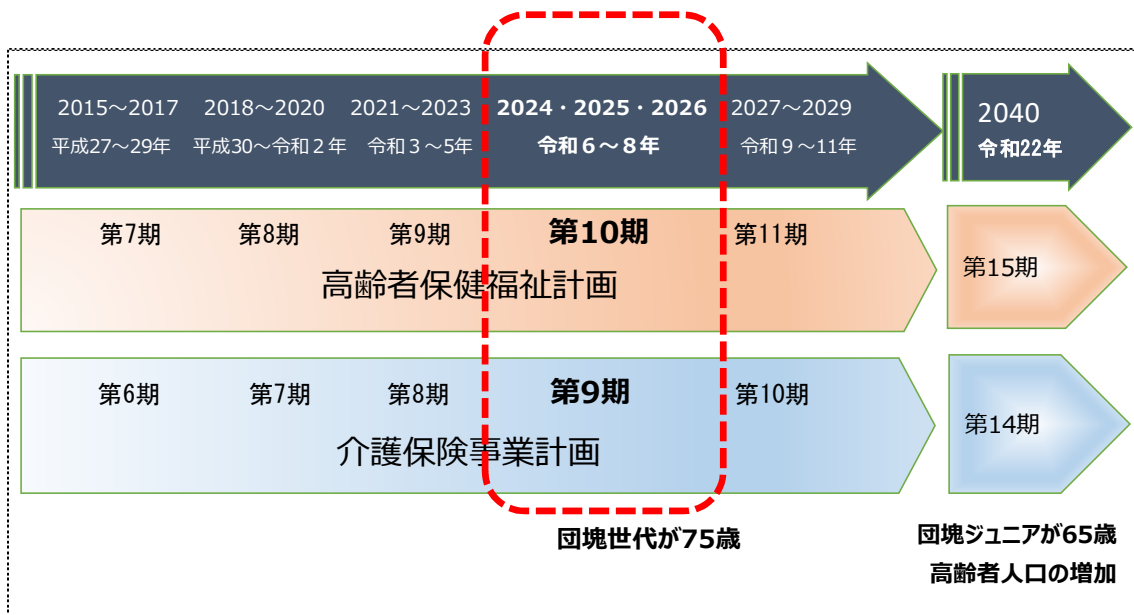 2015～2017 2018～2020 2021～2023 2024・2025・2026 2027～2029
平成27～29年 平成30～令和２年 令和３～5年 令和６～８年 令和９～11年
2040
令和22年
第7期 第8期 第9期 第10期 第11期
高齢者保健福祉計画
第15期
第6期 第7期 第8期 第9期 第10期
介護保険事業計画
第14期
団塊世代が75歳
団塊ジュニアが65歳
高齢者人口の増加